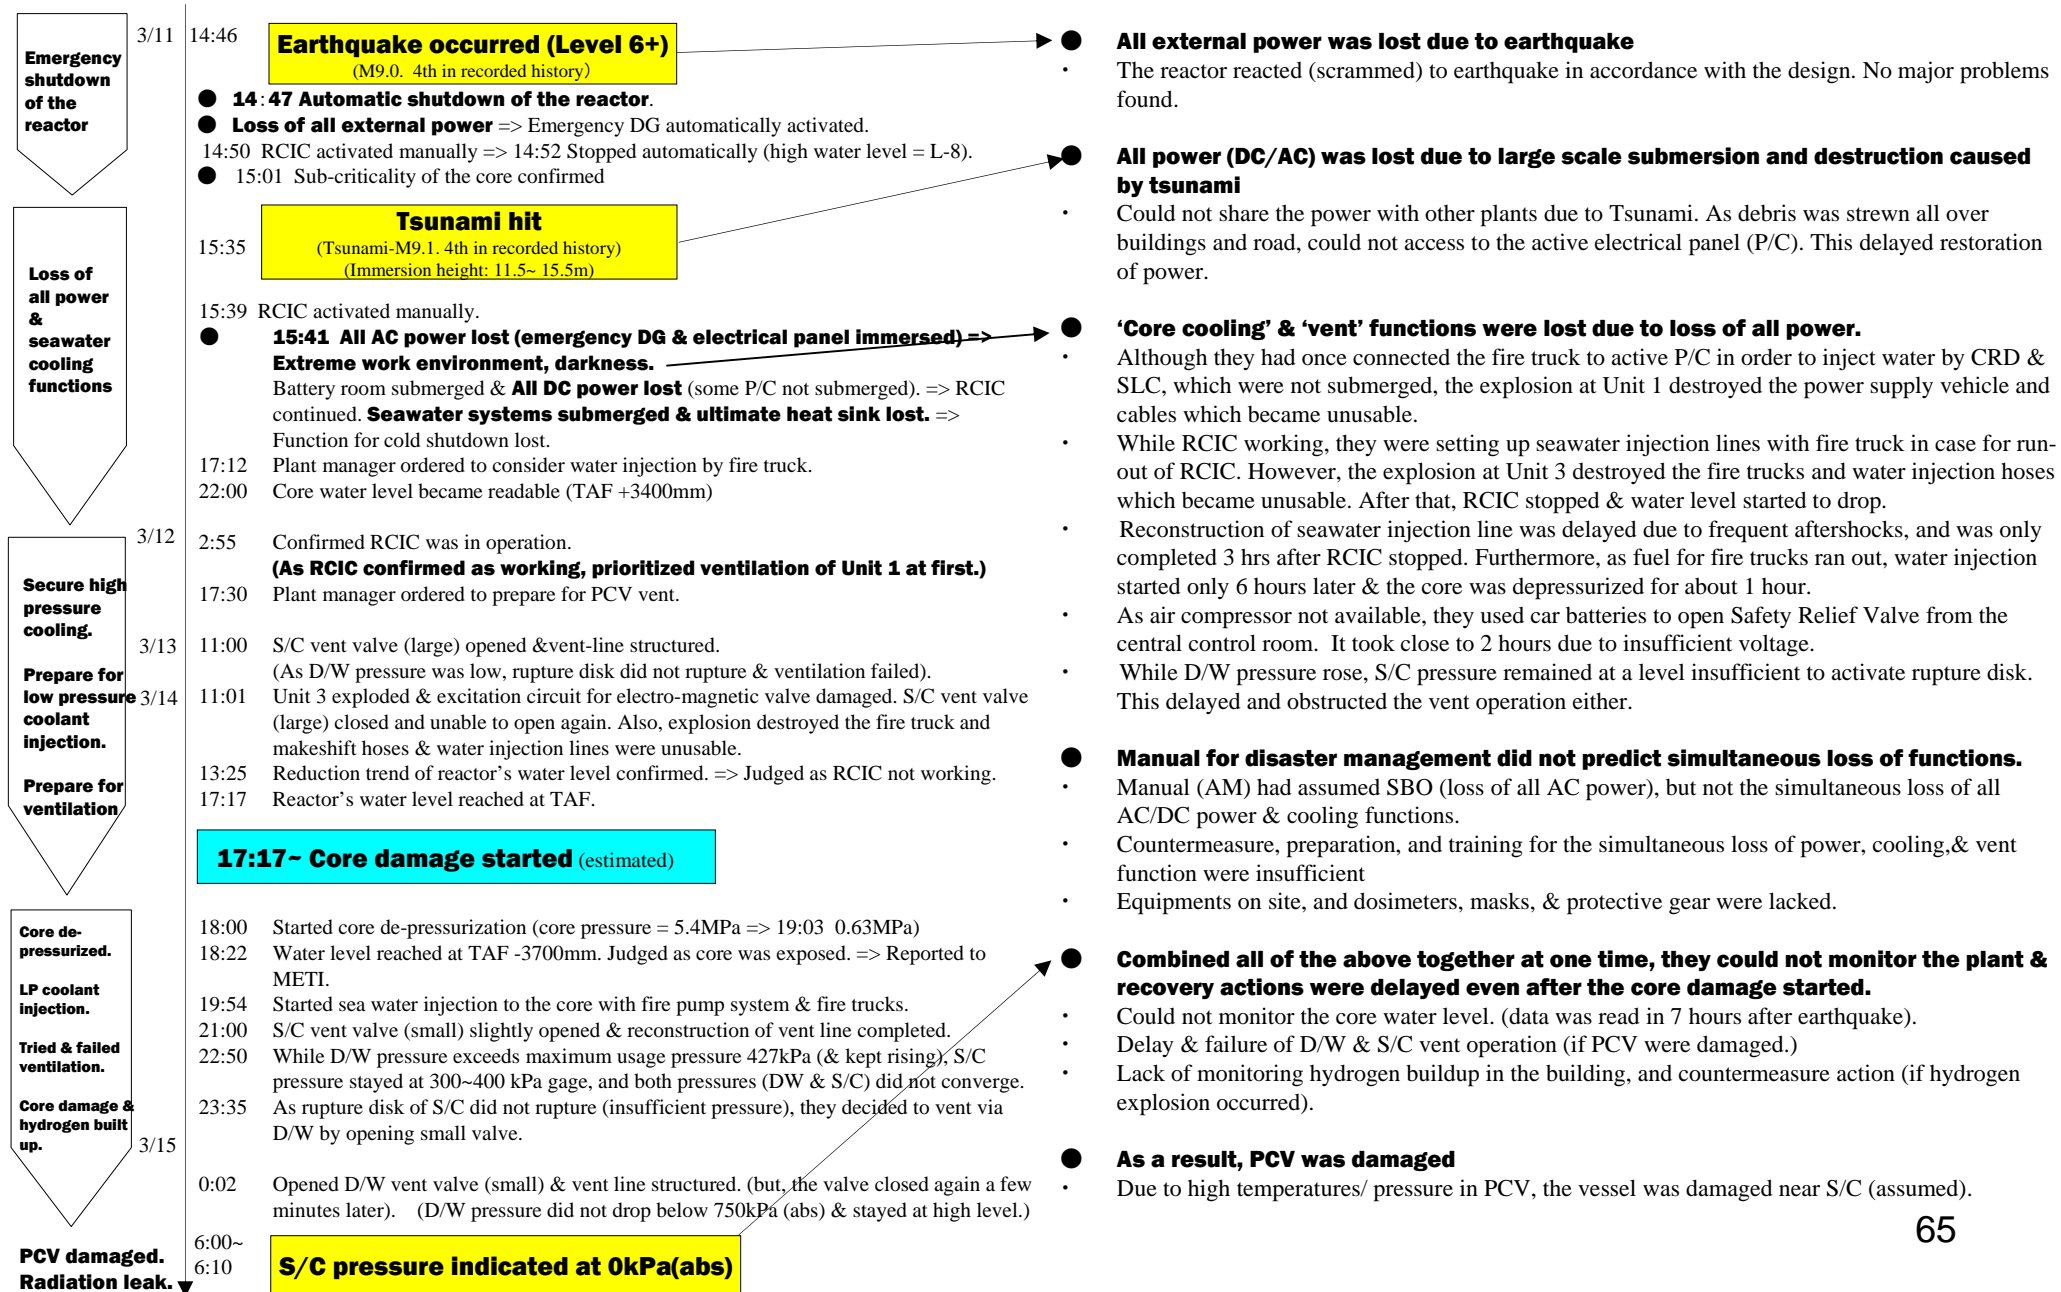 Emergency
shutdown
of the
reactor
Loss of
all power
&
seawater
cooling
functions
Secure high
pressure
cooling.
Prepare for
low pressure
coolant
injection.
Prepare for
ventilation
Core de-
pressurized.
LP coolant
injection.
Tried & failed
ventilation.
Core damage &
hydrogen built
up.
PCV damaged.
Radiation leak.
3/11 14:46
Earthquake occurred (Level 6+)
(M9.0. 4th in recorded history)
● 14:47 Automatic shutdown of the reactor.
● Loss of all external power => Emergency DG automatically activated.
14:50 RCIC activated manually => 14:52 Stopped automatically (high water level = L-8).
● 15:01 Sub-criticality of the core confirmed
15:35
Tsunami hit
(Tsunami-M9.1. 4th in recorded history)
(Immersion height: 11.5~ 15.5m)
15:39 RCIC activated manually.
● 15:41 All AC power lost (emergency DG & electrical panel immersed) =>
Extreme work environment, darkness.
Battery room submerged & All DC power lost (some P/C not submerged). => RCIC
continued. Seawater systems submerged & ultimate heat sink lost. =>
Function for cold shutdown lost.
17:12 Plant manager ordered to consider water injection by fire truck.
22:00 Core water level became readable (TAF +3400mm)
3/12
2:55 Confirmed RCIC was in operation.
(As RCIC confirmed as working, prioritized ventilation of Unit 1 at first.)
17:30 Plant manager ordered to prepare for PCV vent.
3/13 11:00 S/C vent valve (large) opened &vent-line structured.
(As D/W pressure was low, rupture disk did not rupture & ventilation failed).
3/14 11:01 Unit 3 exploded & excitation circuit for electro-magnetic valve damaged. S/C vent valve
(large) closed and unable to open again. Also, explosion destroyed the fire truck and
makeshift hoses & water injection lines were unusable.
13:25 Reduction trend of reactor's water level confirmed. => Judged as RCIC not working.
17:17 Reactor's water level reached at TAF.
17:17~ Core damage started (estimated)
18:00 Started core de-pressurization (core pressure = 5.4MPa => 19:03 0.63MPa)
18:22 Water level reached at TAF -3700mm. Judged as core was exposed. => Reported to
METI.
19:54 Started sea water injection to the core with fire pump system & fire trucks.
21:00 S/C vent valve (small) slightly opened & reconstruction of vent line completed.
22:50 While D/W pressure exceeds maximum usage pressure 427kPa (& kept rising), S/C
pressure stayed at 300~400 kPa gage, and both pressures (DW & S/C) did not converge.
23:35 As rupture disk of S/C did not rupture (insufficient pressure), they decided to vent via
D/W by opening small valve.
3/15
0:02 Opened D/W vent valve (small) & vent line structured. (but, the valve closed again a few
minutes later). (D/W pressure did not drop below 750kPa (abs) & stayed at high level.)
6:00~
6:10
S/C pressure indicated at 0kPa(abs)
● All external power was lost due to earthquake
・ The reactor reacted (scrammed) to earthquake in accordance with the design. No major problems
found.
● All power (DC/AC) was lost due to large scale submersion and destruction caused
by tsunami
・ Could not share the power with other plants due to Tsunami. As debris was strewn all over
buildings and road, could not access to the active electrical panel (P/C). This delayed restoration
of power.
● ‘Core cooling’ & ‘vent’ functions were lost due to loss of all power.
・ Although they had once connected the fire truck to active P/C in order to inject water by CRD &
SLC, which were not submerged, the explosion at Unit 1 destroyed the power supply vehicle and
cables which became unusable.
・ While RCIC working, they were setting up seawater injection lines with fire truck in case for run-
out of RCIC. However, the explosion at Unit 3 destroyed the fire trucks and water injection hoses
which became unusable. After that, RCIC stopped & water level started to drop.
・ Reconstruction of seawater injection line was delayed due to frequent aftershocks, and was only
completed 3 hrs after RCIC stopped. Furthermore, as fuel for fire trucks ran out, water injection
started only 6 hours later & the core was depressurized for about 1 hour.
・ As air compressor not available, they used car batteries to open Safety Relief Valve from the
central control room. It took close to 2 hours due to insufficient voltage.
・ While D/W pressure rose, S/C pressure remained at a level insufficient to activate rupture disk.
This delayed and obstructed the vent operation either.
● Manual for disaster management did not predict simultaneous loss of functions.
・ Manual (AM) had assumed SBO (loss of all AC power), but not the simultaneous loss of all
AC/DC power & cooling functions.
・ Countermeasure, preparation, and training for the simultaneous loss of power, cooling,& vent
function were insufficient
・ Equipments on site, and dosimeters, masks, & protective gear were lacked.
● Combined all of the above together at one time, they could not monitor the plant &
recovery actions were delayed even after the core damage started.
・ Could not monitor the core water level. (data was read in 7 hours after earthquake).
・ Delay & failure of D/W & S/C vent operation (if PCV were damaged.)
・ Lack of monitoring hydrogen buildup in the building, and countermeasure action (if hydrogen
explosion occurred).
● As a result, PCV was damaged
・ Due to high temperatures/ pressure in PCV, the vessel was damaged near S/C (assumed).
65